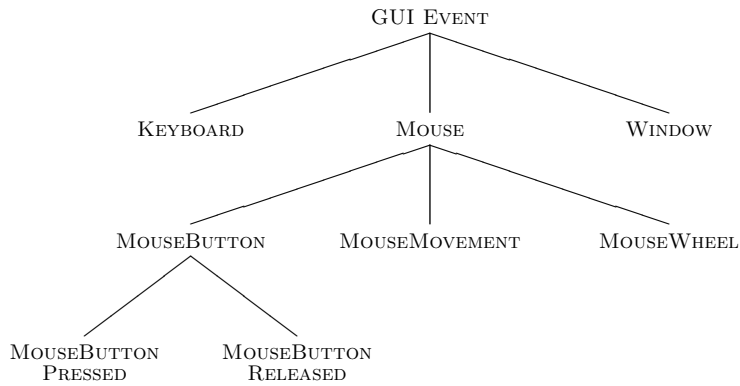 GUI Event
Keyboard
Mouse
Window
MouseButton
MouseMovement
MouseWheel
MouseButton
Pressed
MouseButton
Released